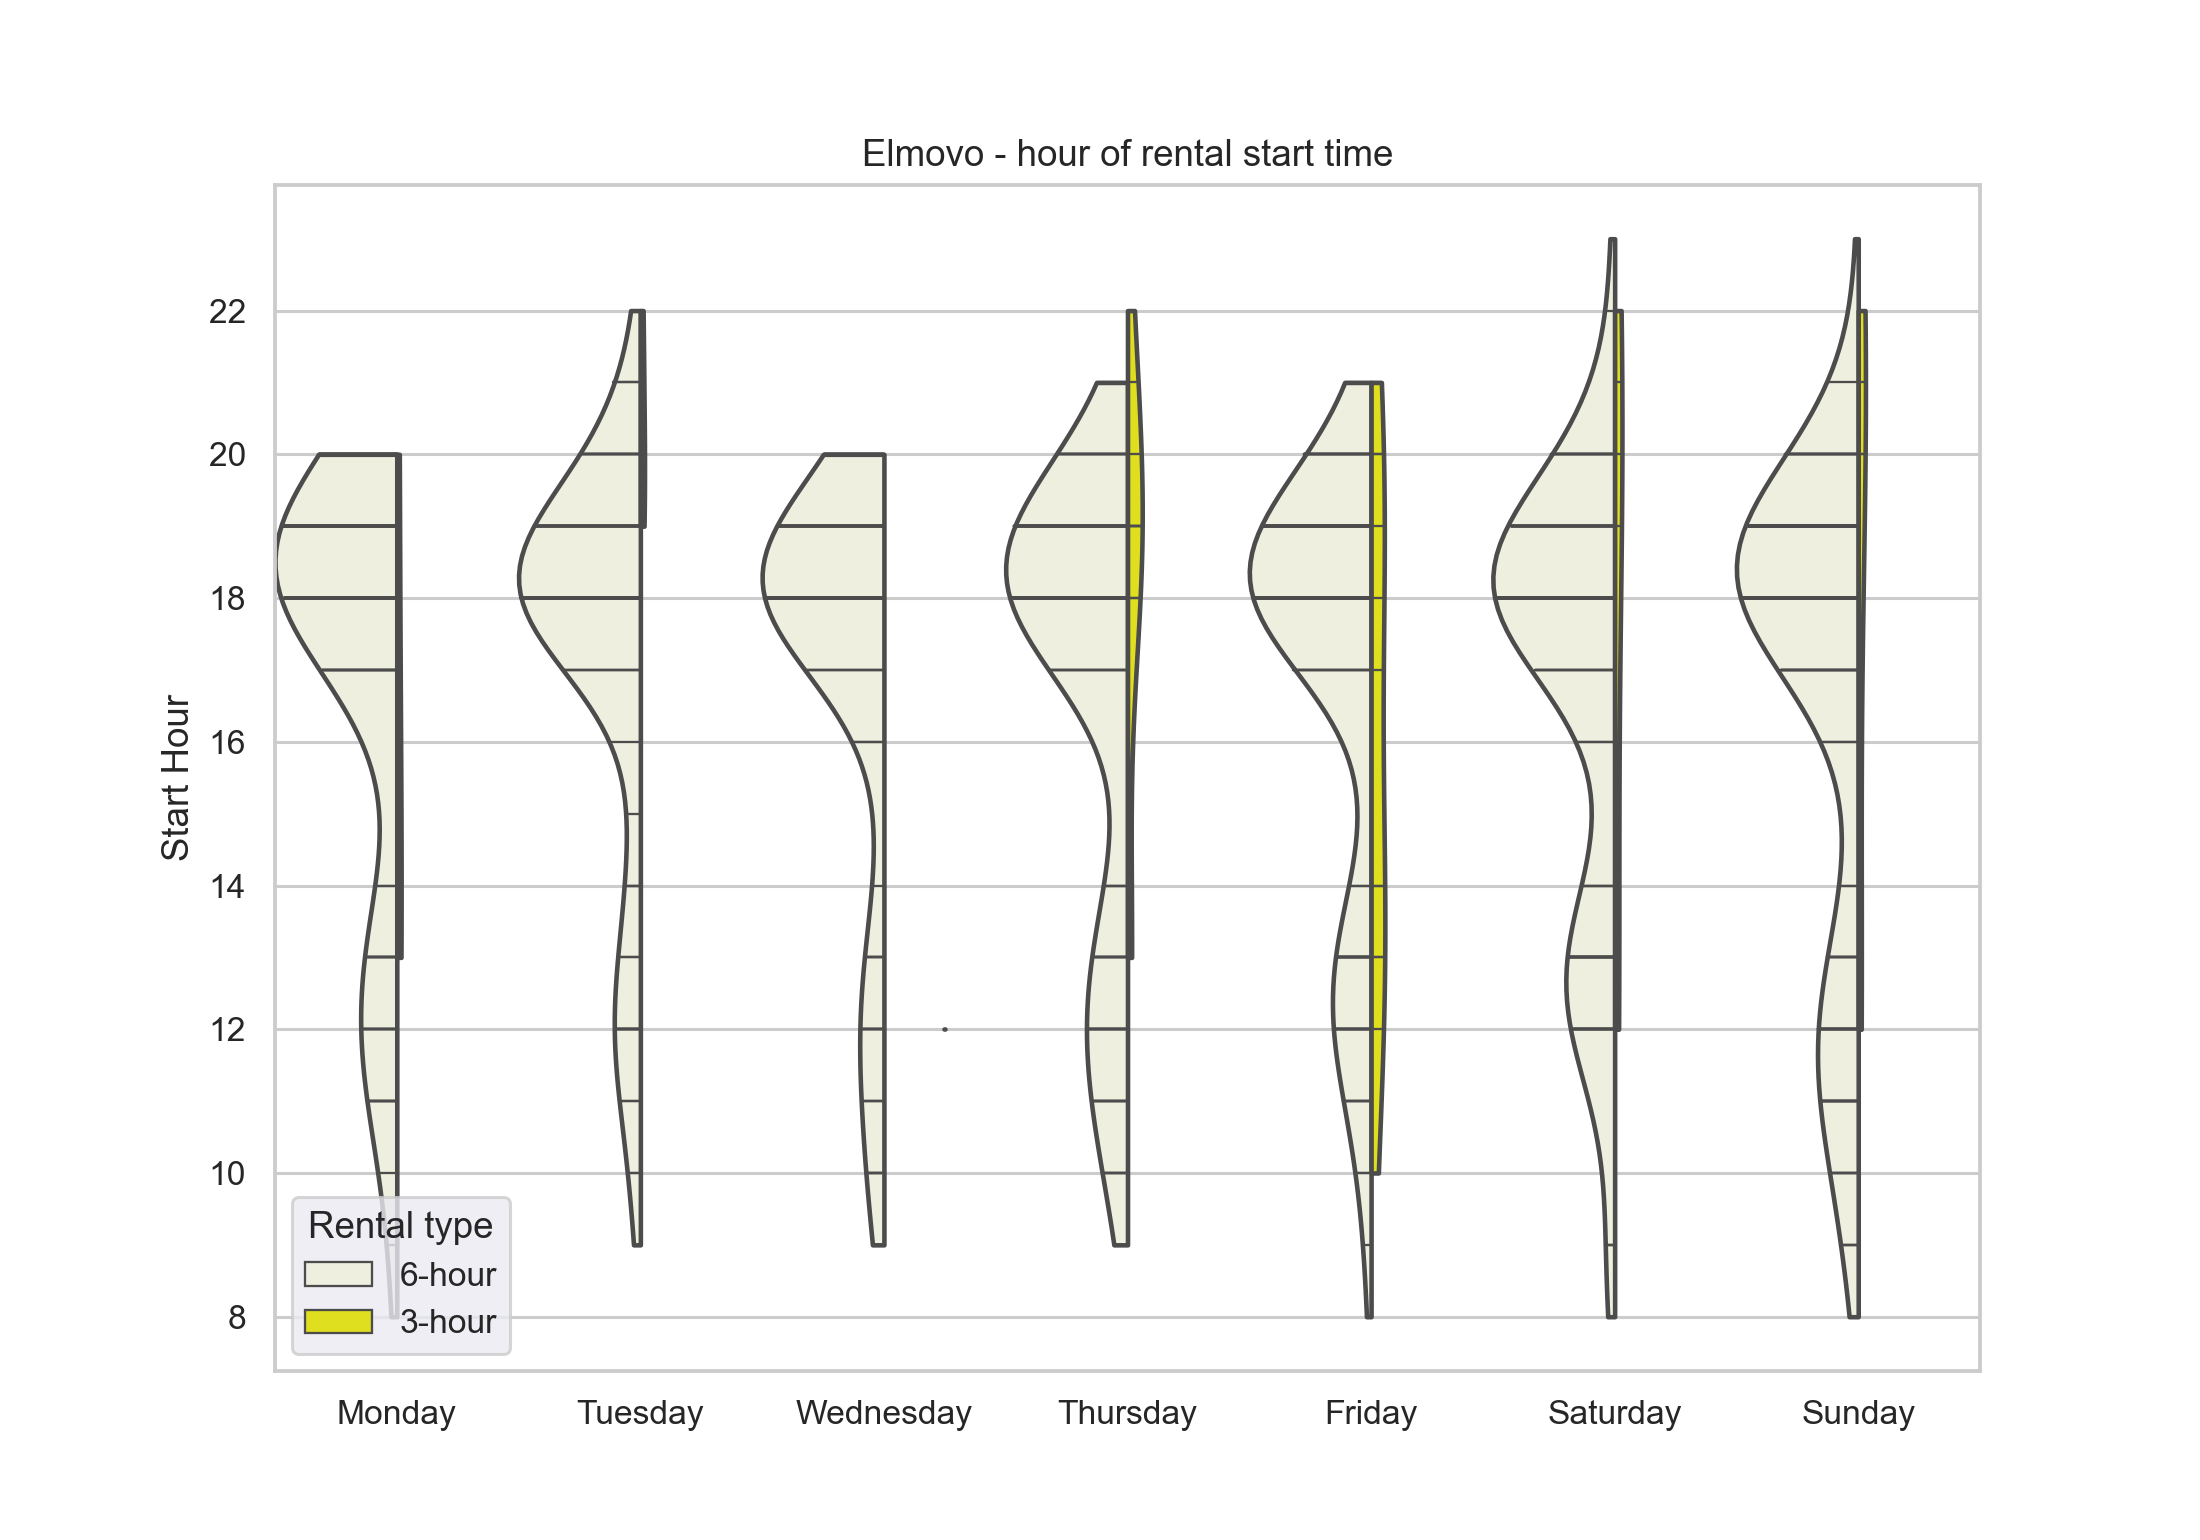 Elmovo - hour of rental start time
Start Hour
22
20
18
16
14
12
10
8
Rental type
6-hour
3-hour
Monday Tuesday Wednesday Thursday Friday Saturday Sunday